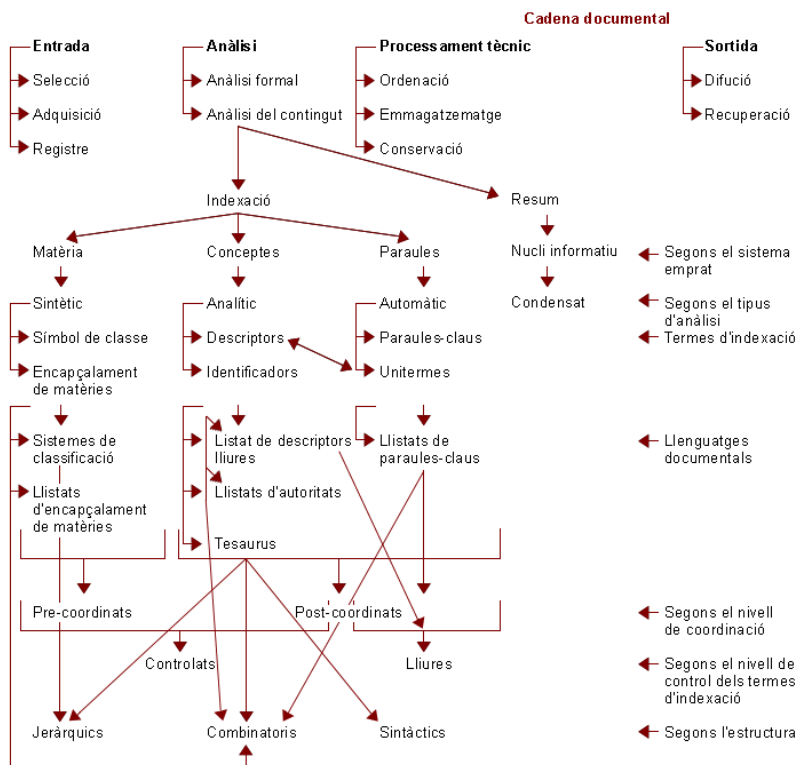 Cadena documental
Entrada
Anàlisi
Processament tècnic
Sortida
Selecció
Anàlisi formal
Ordenació
Difució
Adquisició
Anàlisi del contingut
Emmagatzematge
Recuperació
Registre
Conservació
Indexació
Resum
Matèria
Conceptes
Paraules
Nucli informatiu
Segons el sistema
emprat
Sintètic
Analític
Automàtic
Condensat
Segons el tipus
d'anàlisi
Símbol de classe
Descriptors
Paraules-claus
Termes d'indexació
Encapçalament
de matèries
Identificadors
Unitermes
Sistemes de
classificació
Listat de descriptors
lliures
Llistats de
paraules-claus
Llenguatges
documentals
Llistats
d'encapçalament
de matèries
Llistats d'autoritats
Tesaurus
Pre-coordinats
Post-coordinats
Segons el nivell
de coordinació
Controlats
Lliures
Segons el nivell de
control dels termes
d'indexació
Jeràrquics
Combinatoris
Sintàctics
Segons l'estructura